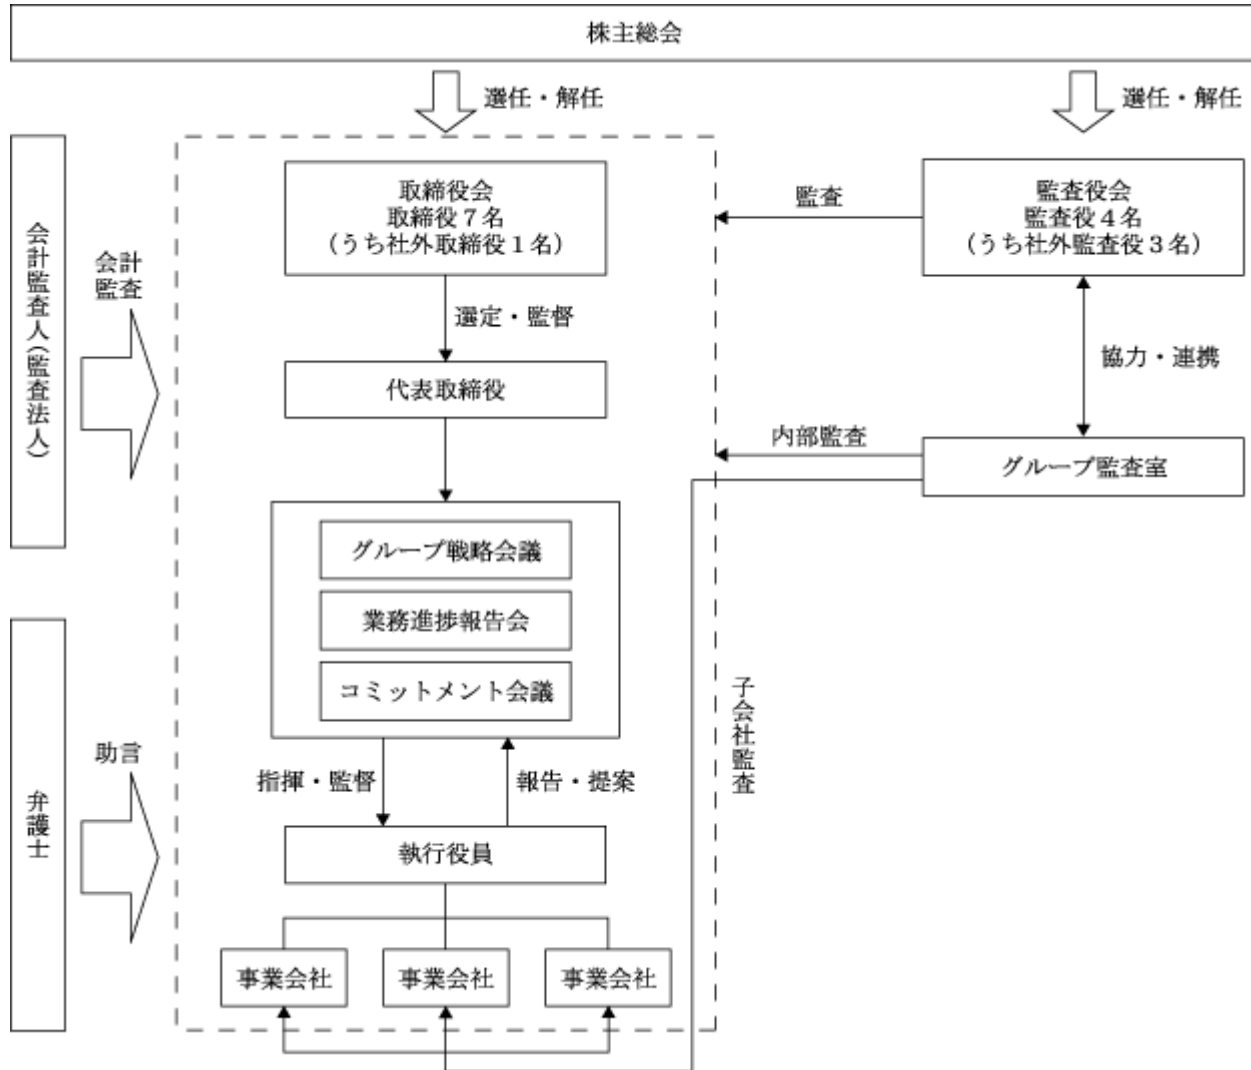 株主総会
選任・解任
選任・解任
取締役会
取締役7名
（うち社外取締役1名）
監査
監査役会
監査役4名
（うち社外監査役3名）
会計監査人（監査法人）
会計
監査
選定・監督
協力・連携
代表取締役
内部監査
グループ監査室
グループ戦略会議
業務進捗報告会
コミットメント会議
子会社監査
弁護士
助言
指揮・監督
報告・提案
執行役員
事業会社
事業会社
事業会社